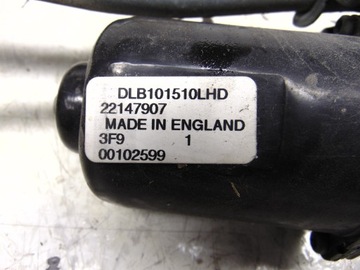 DLB101510LHD
22147907
MADE IN ENGLAND
3F9 1
00102599